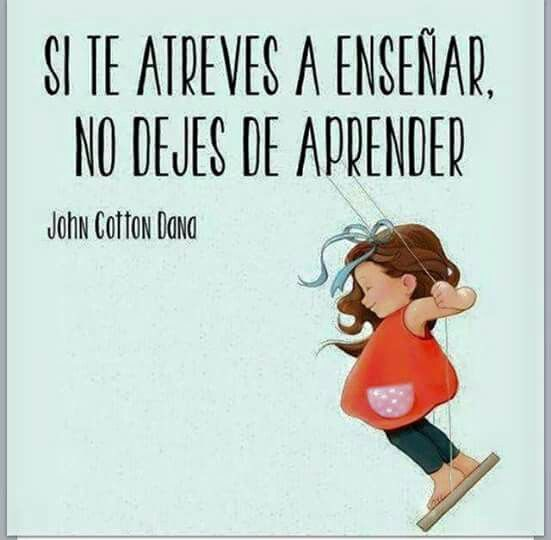 SI TE ATREVES A ENSEÑAR,
NO DEJES DE APRENDER
John Cotton Dana